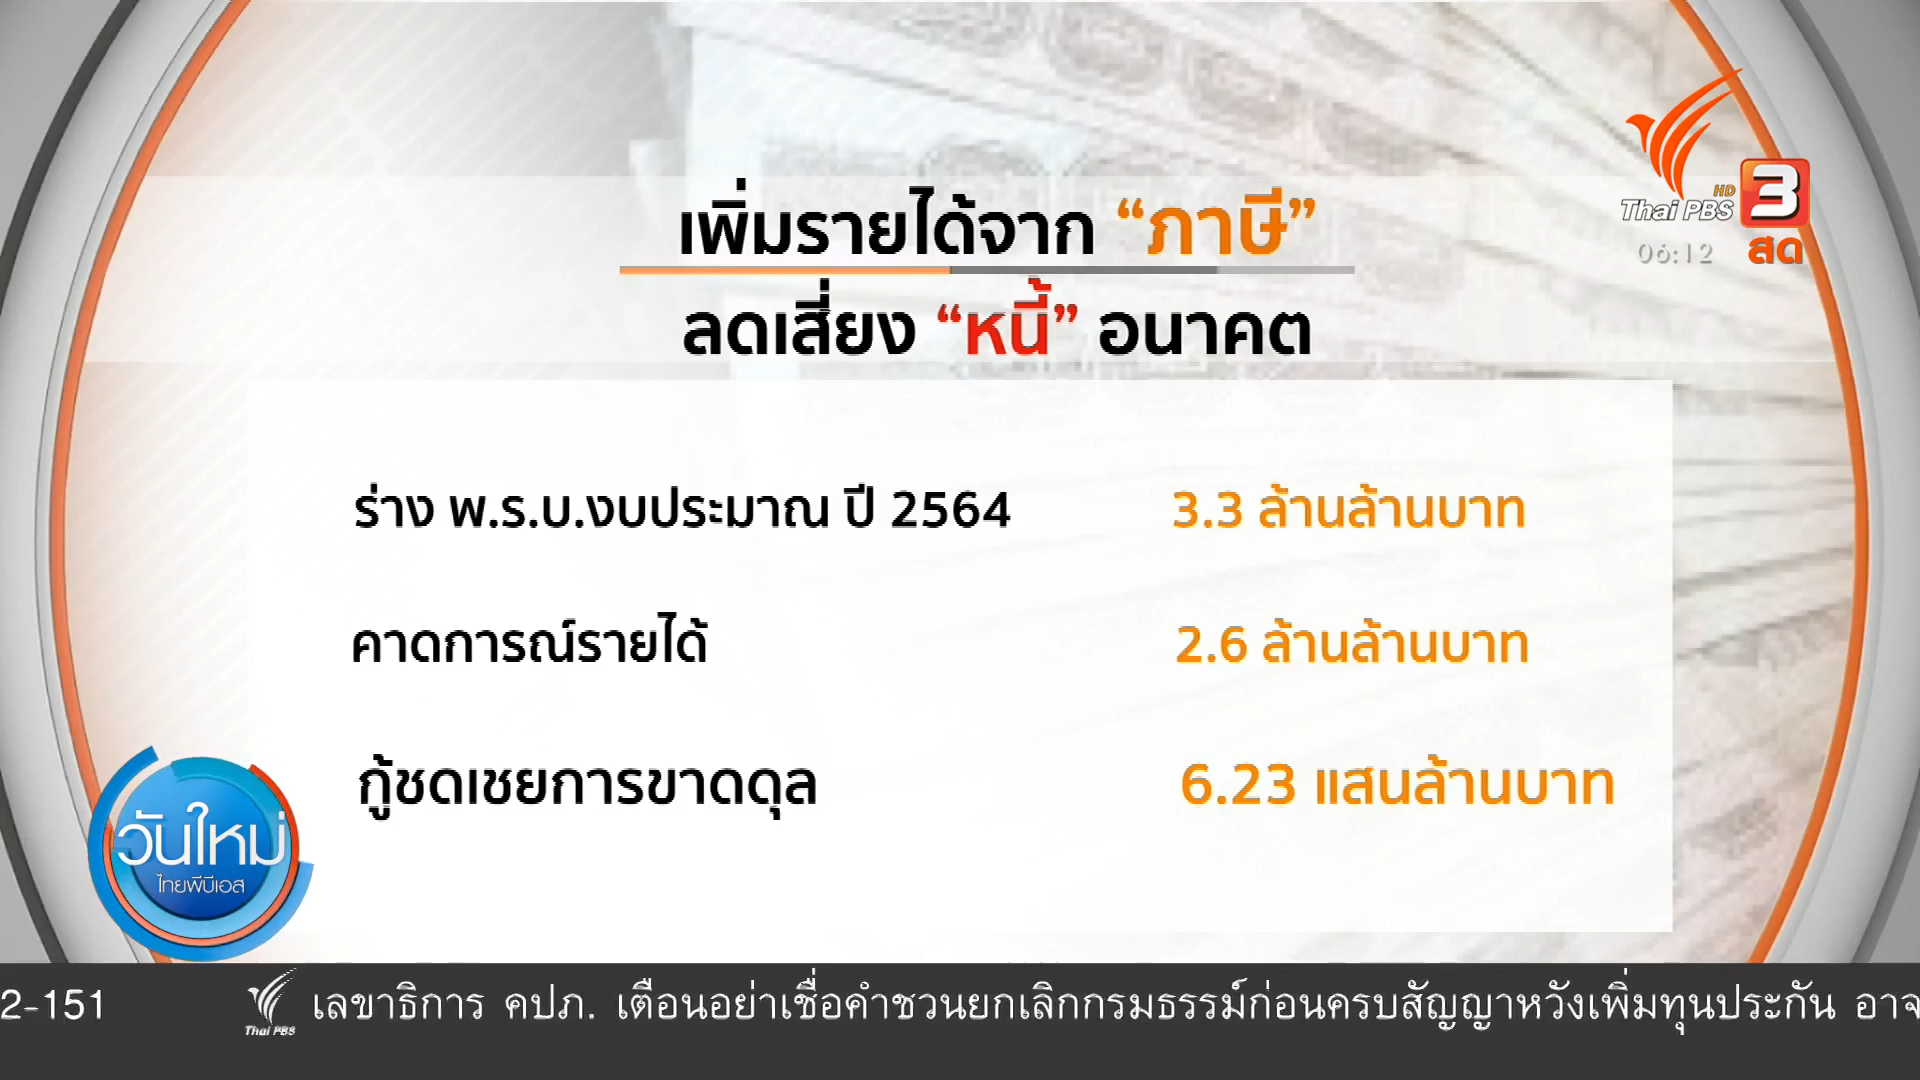 เพิ่มรายได้จาก “ภาษี”
ลดเสี่ยง “หนี้” อนาคต
HD
Thai PBS 3
06:12 สด
ร่าง พ.ร.บ.งบประมาณ ปี 2564 3.3 ล้านล้านบาท
คาดการณ์รายได้ 2.6 ล้านล้านบาท
กู้ชดเชยการขาดดุล 6.23 แสนล้านบาท
วันใหม่
ไทยพีบีเอส
2-151 Thai PBS เลขาธิการ คปภ. เตือนอย่าเชื่อคำชวนยกเลิกกรมธรรม์ก่อนครบสัญญาหวังเพิ่มทุนประกัน อาจ